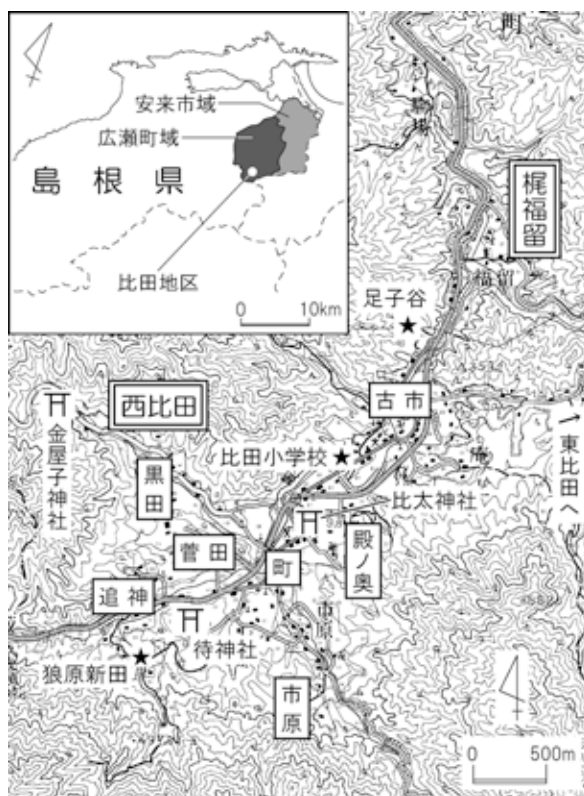 安来市域
広瀬町域
島根県
比田地区
0 10km
町
梶福留
福留
足子谷
古市
西比田
金屋子神社
比田小学校
東比田へ
黒田
比太神社
菅田
町
殿ノ奥
追神
待神社
市原
狼原新田
市原
0 500m